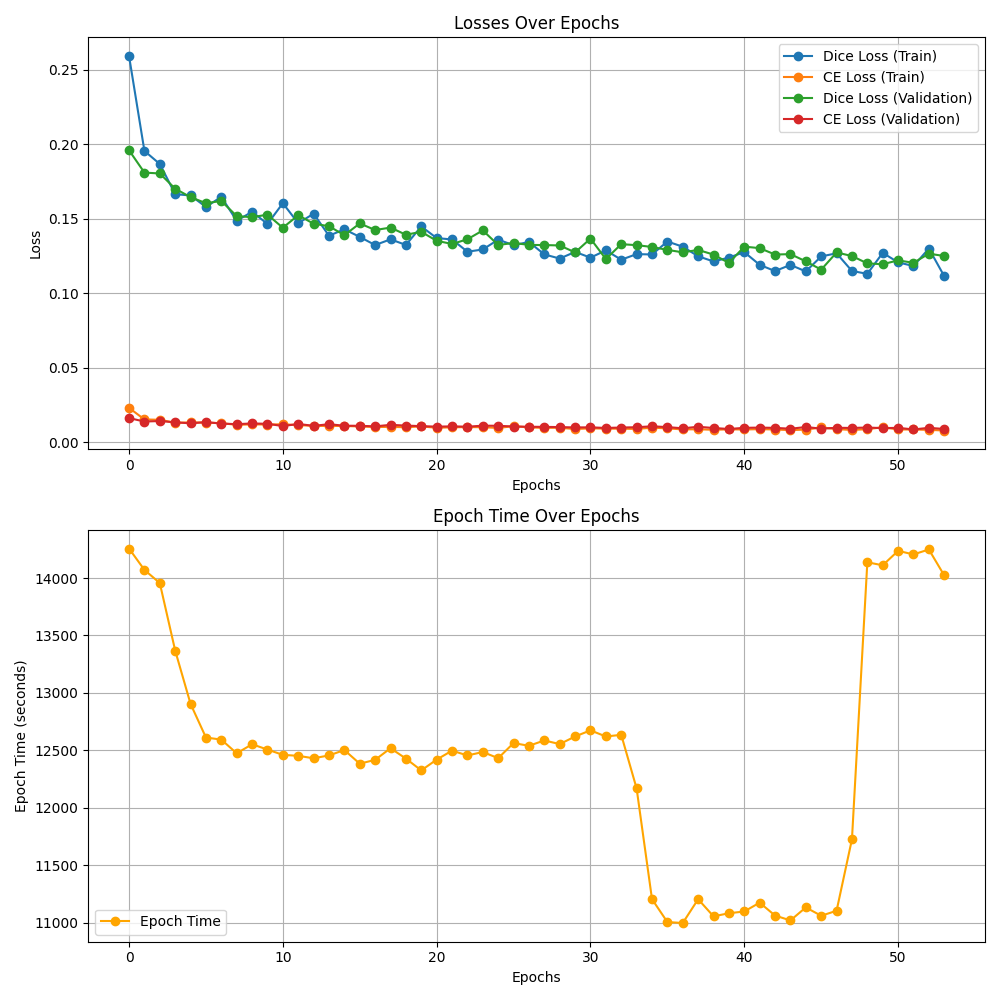 Losses Over Epochs
Loss
0.25
0.20
0.15
0.10
0.05
0.00
Dice Loss (Train)
CE Loss (Train)
Dice Loss (Validation)
CE Loss (Validation)
0 10 20 30 40 50
Epochs
Epoch Time Over Epochs
Epoch Time (seconds)
14000
13500
13000
12500
12000
11500
11000
Epoch Time
0 10 20 30 40 50
Epochs